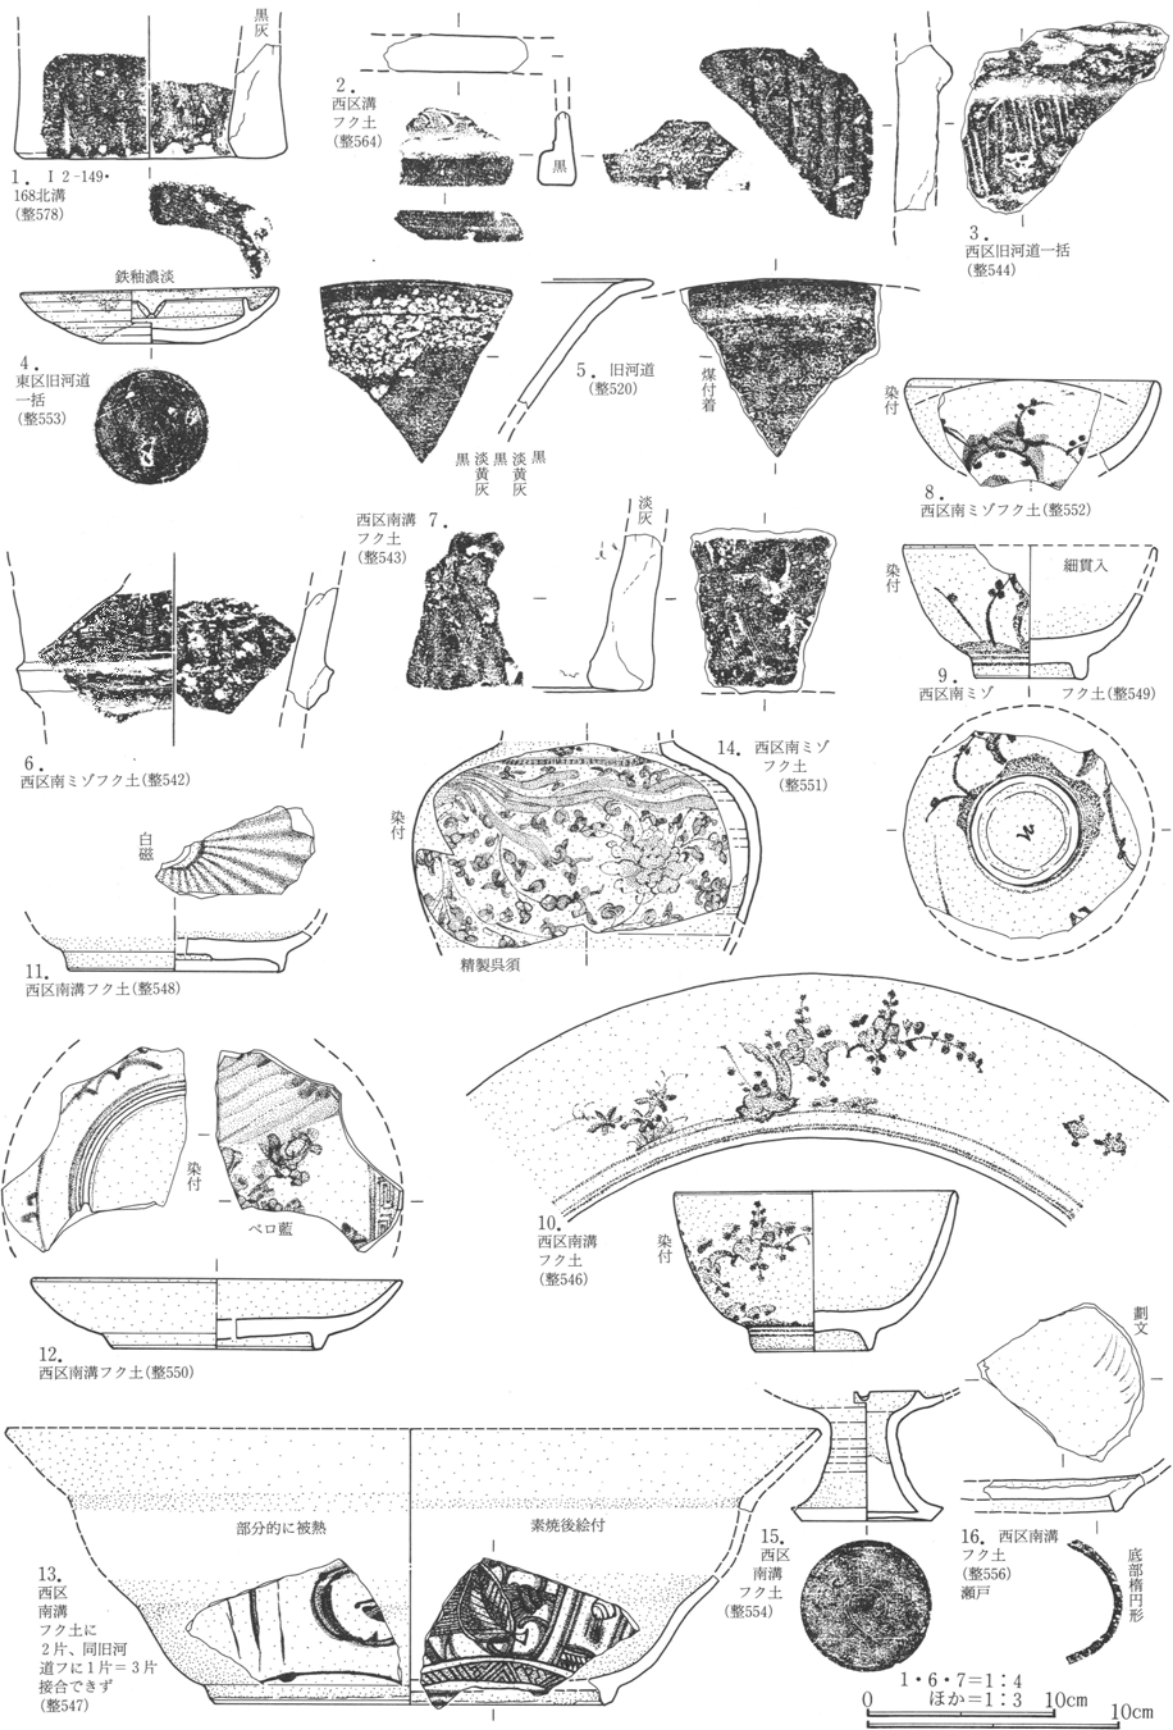 黒灰
1. I 2-149・
168北溝
(整578)
2.
西区溝
フク土
(整564)
黒
3.
西区旧河道一括
(整544)
鉄釉濃淡
4.
東区旧河道
一括
(整553)
5. 旧河道
(整520)
黒
淡黄灰
黒
淡黄灰
黒
煤付着
染付
8.
西区南ミゾフク土(整552)
西区南溝 7.
フク土
(整543)
淡灰
染付
細貫入
9.
西区南ミゾ フク土(整549)
6.
西区南ミゾフク土(整542)
14. 西区南ミゾ
フク土
(整551)
染付
精製呉須
白磁
11.
西区南溝フク土(整548)
染付
ベロ藍
12.
西区南溝フク土(整550)
10.
西区南溝
フク土
(整546)
染付
劃文
部分的に被熱
素焼後絵付
13.
西区
南溝
フク土に
2片、同旧河
道フに1片=3片
接合できず
(整547)
15.
西区
南溝
フク土
(整554)
16. 西区南溝
フク土
(整556)
瀬戸
底部楕円形
1・6・7=1:4
ほか=1:3
0 10cm
10cm